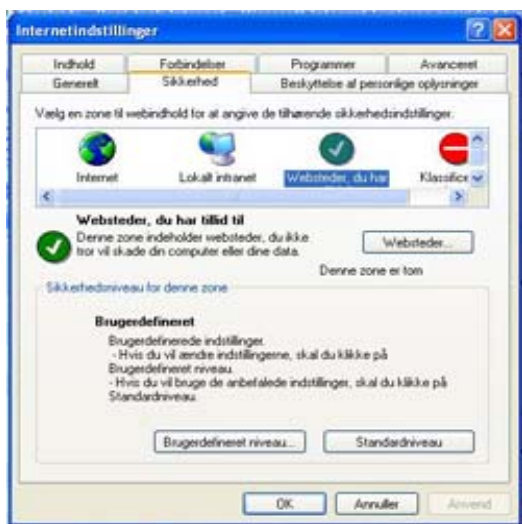 Internetindstillinger
Indhold Forbindelser Programmer Avanceret
Generelt Sikkerhed Beskyttelse af personlige oplysninger
Vælg en zone til webindhold for at angive de tilhørende sikkerhedsindstillinger.
Internet Lokalt intranet Websteder, du har Klassifice
Websteder, du har tillid til
Denne zone indeholder websteder, du ikke
tror vil skade din computer eller dine data.
Websteder...
Denne zone er tom
Sikkerhedsniveau for denne zone
Brugerdefineret
Brugerdefinerede indstillinger.
- Hvis du vil ændre indstillingerne, skal du klikke på
Brugerdefineret niveau.
- Hvis du vil bruge de anbefalede indstillinger, skal du klikke på
Standardniveau.
Brugerdefineret niveau... Standardniveau
OK Annuller Anvend